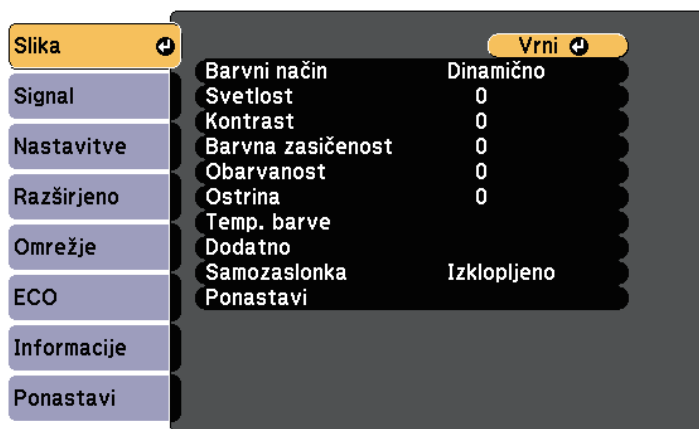 Slika
Signal
Nastavitve
Razširjeno
Omrežje
ECO
Informacije
Ponastavi
Vrni
Barvni način Dinamično
Svetlost 0
Kontrast 0
Barvna zasičenost 0
Obarvanost 0
Ostrina 0
Temp. barve
Dodatno
Samozaslonka Izklopljeno
Ponastavi